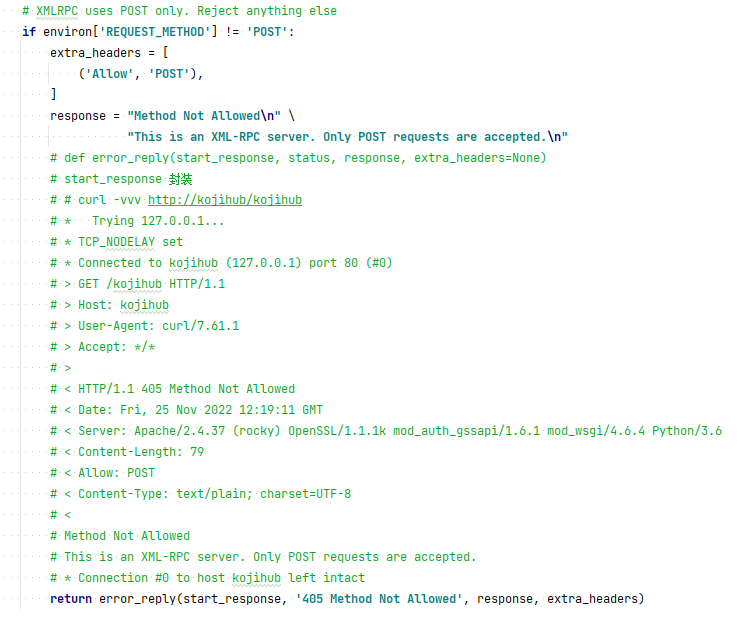 # XMLRPC uses POST only. Reject anything else
if environ['REQUEST_METHOD'] != 'POST':
extra_headers = [
('Allow', 'POST'),
]
response = "Method Not Allowed\n" \
"This is an XML-RPC server. Only POST requests are accepted.\n"
# def error_reply(start_response, status, response, extra_headers=None)
# start_response 封装
# # curl -vvv http://kojihub/kojihub
# *   Trying 127.0.0.1...
# * TCP_NODELAY set
# * Connected to kojihub (127.0.0.1) port 80 (#0)
# > GET /kojihub HTTP/1.1
# > Host: kojihub
# > User-Agent: curl/7.61.1
# > Accept: */*
# >
# < HTTP/1.1 405 Method Not Allowed
# < Date: Fri, 25 Nov 2022 12:19:11 GMT
# < Server: Apache/2.4.37 (rocky) OpenSSL/1.1.1k mod_auth_gssapi/1.6.1 mod_wsgi/4.6.4 Python/3.6
# < Content-Length: 79
# < Allow: POST
# < Content-Type: text/plain; charset=UTF-8
# <
# Method Not Allowed
# This is an XML-RPC server. Only POST requests are accepted.
# * Connection #0 to host kojihub left intact
return error_reply(start_response, '405 Method Not Allowed', response, extra_headers)